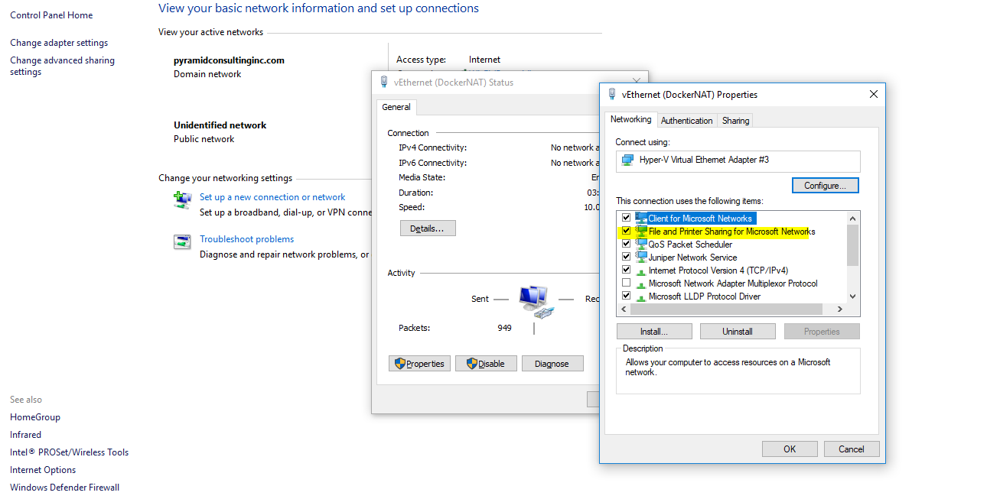 Control Panel Home
Change adapter settings
Change advanced sharing
settings
View your basic network information and set up connections
View your active networks
pyramidconsultinginc.com
Domain network
Access type: Internet
Unidentified network
Public network
Change your networking settings
Set up a new connection or network
Set up a broadband, dial-up, or VPN conne
Troubleshoot problems
Diagnose and repair network problems, or
See also
HomeGroup
Infrared
Intel® PROSet/Wireless Tools
Internet Options
Windows Defender Firewall
vEthernet (DockerNAT) Status
General
Connection
IPv4 Connectivity: No network a
IPv6 Connectivity: No network a
Media State: En
Duration: 03:
Speed: 10.0
Details...
Activity
Sent Rec
Packets: 949
Properties Disable Diagnose
vEthernet (DockerNAT) Properties
Networking Authentication Sharing
Connect using:
Hyper-V Virtual Ethernet Adapter #3
Configure...
This connection uses the following items:
Client for Microsoft Networks
File and Printer Sharing for Microsoft Networks
QoS Packet Scheduler
Juniper Network Service
Internet Protocol Version 4 (TCP/IPv4)
Microsoft Network Adapter Multiplexor Protocol
Microsoft LLDP Protocol Driver
Install... Uninstall Properties
Description
Allows your computer to access resources on a Microsoft
network.
OK Cancel